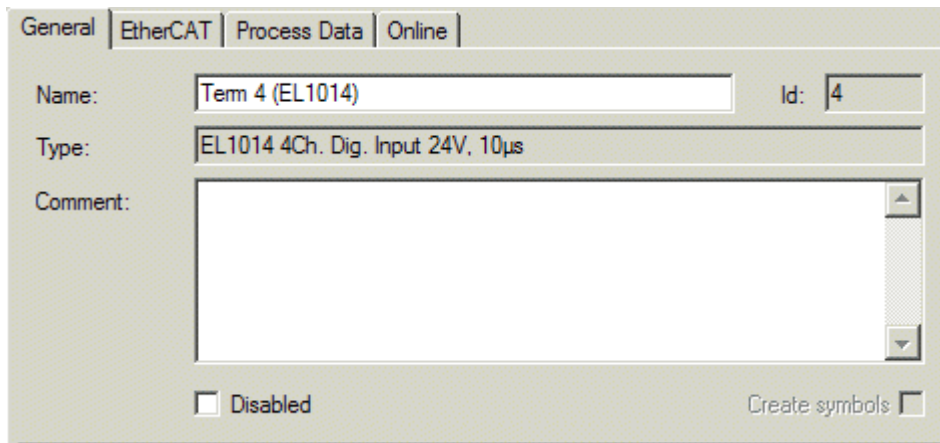 General EtherCAT Process Data Online
Name: Term 4 (EL1014) Id: 4
Type: EL1014 4Ch. Dig. Input 24V, 10µs
Comment:
Disabled Create symbols